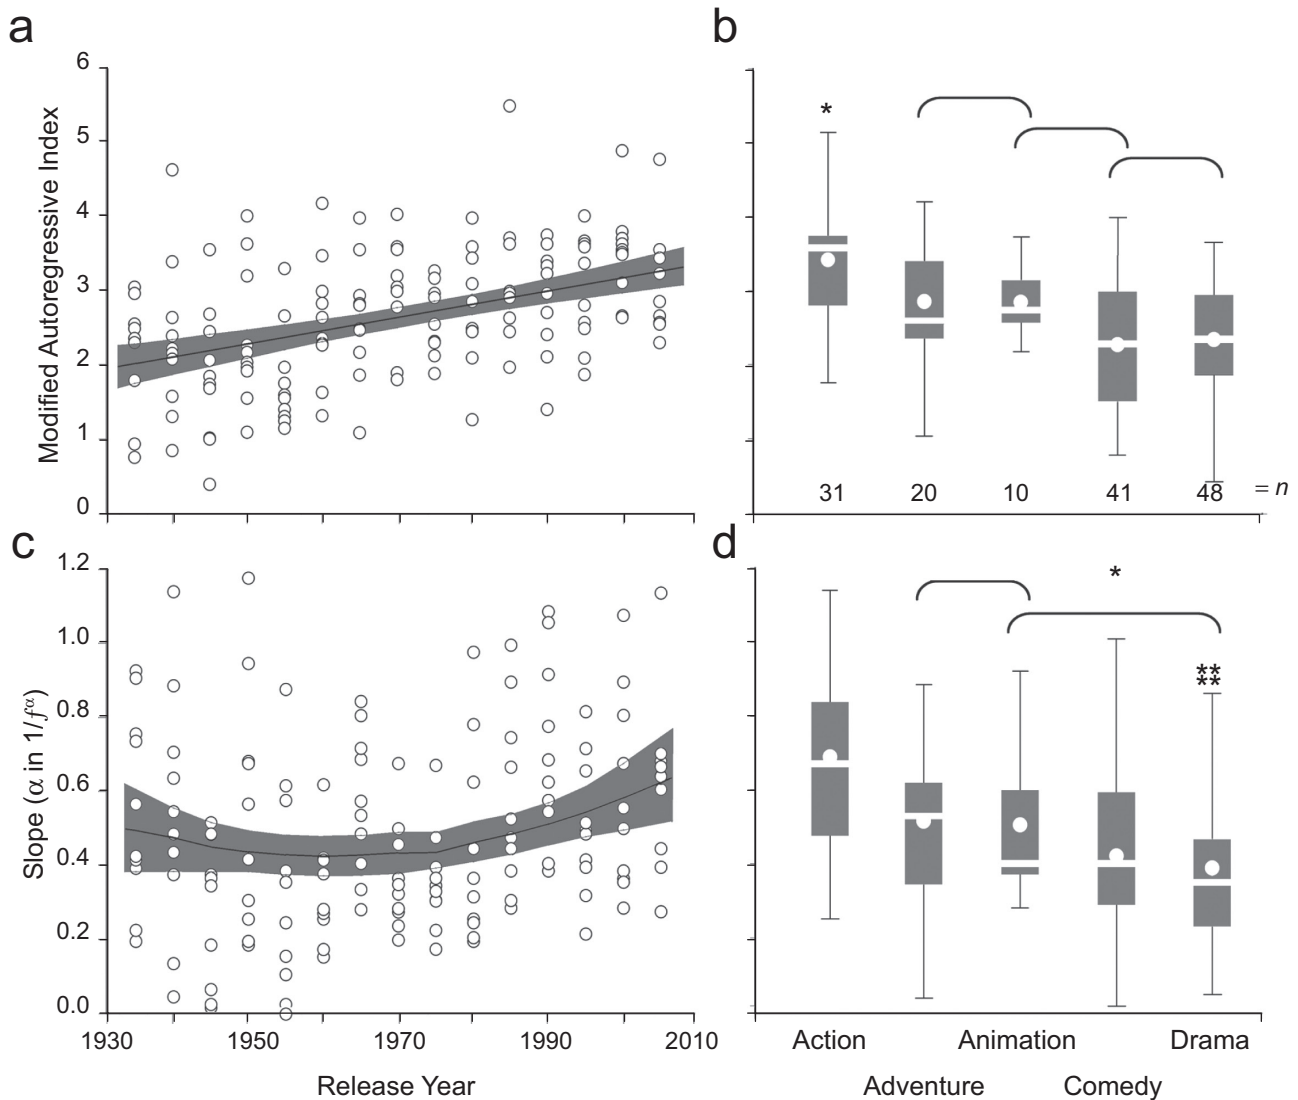 a
b
6
5
4
3
2
1
0
Modified Autoregressive Index
*
31 20 10 41 48 = n
c
d
1.2
1.0
0.8
0.6
0.4
0.2
0.0
Slope (α in 1/fᵅ)
*
**
**
1930 1950 1970 1990 2010
Release Year
Action Animation Drama
Adventure Comedy